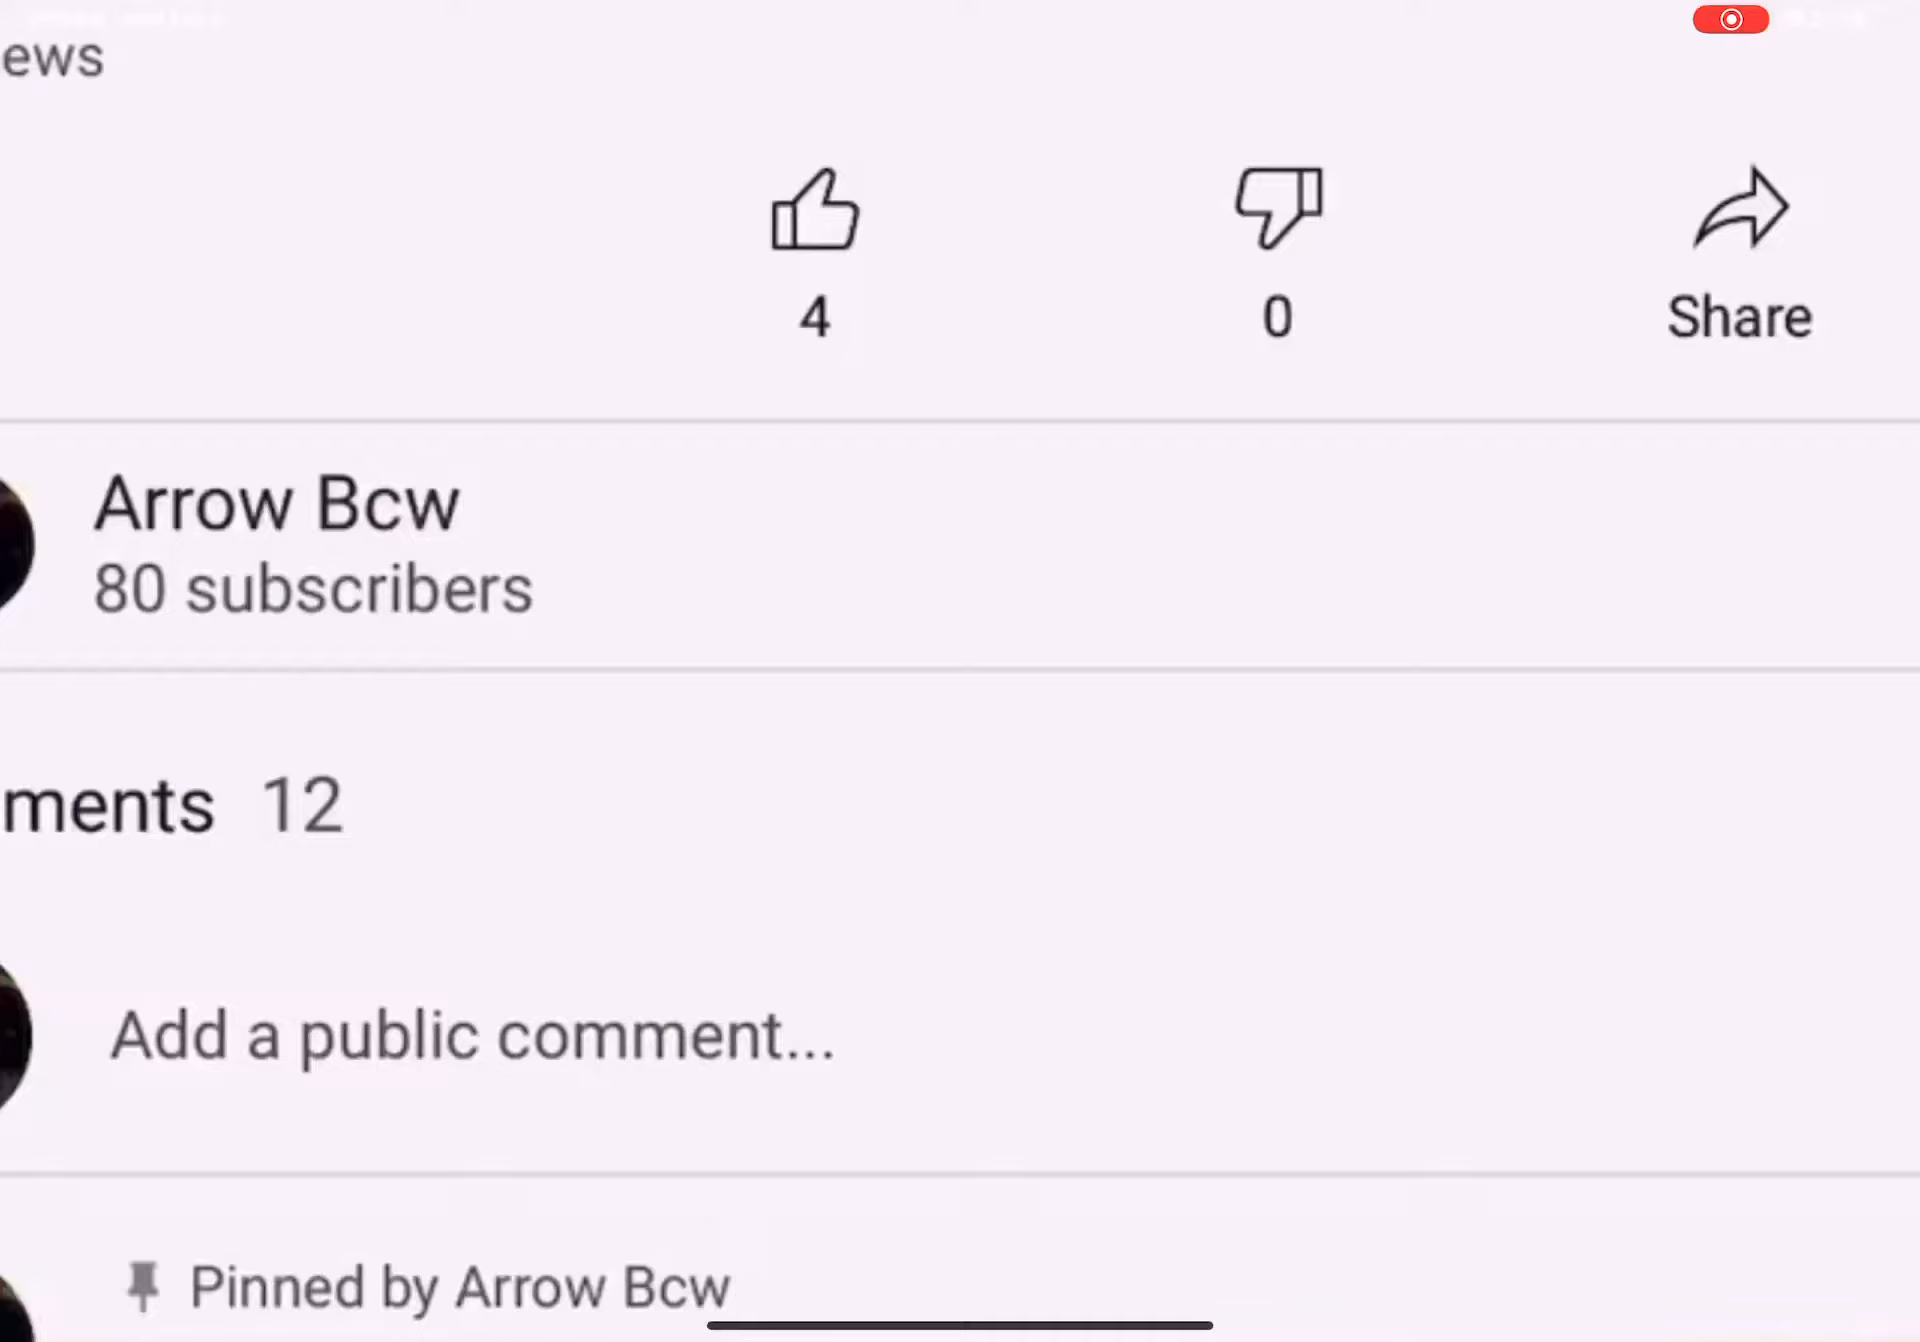 ews
4
0
Share
Arrow Bcw
80 subscribers
ments 12
Add a public comment...
Pinned by Arrow Bcw